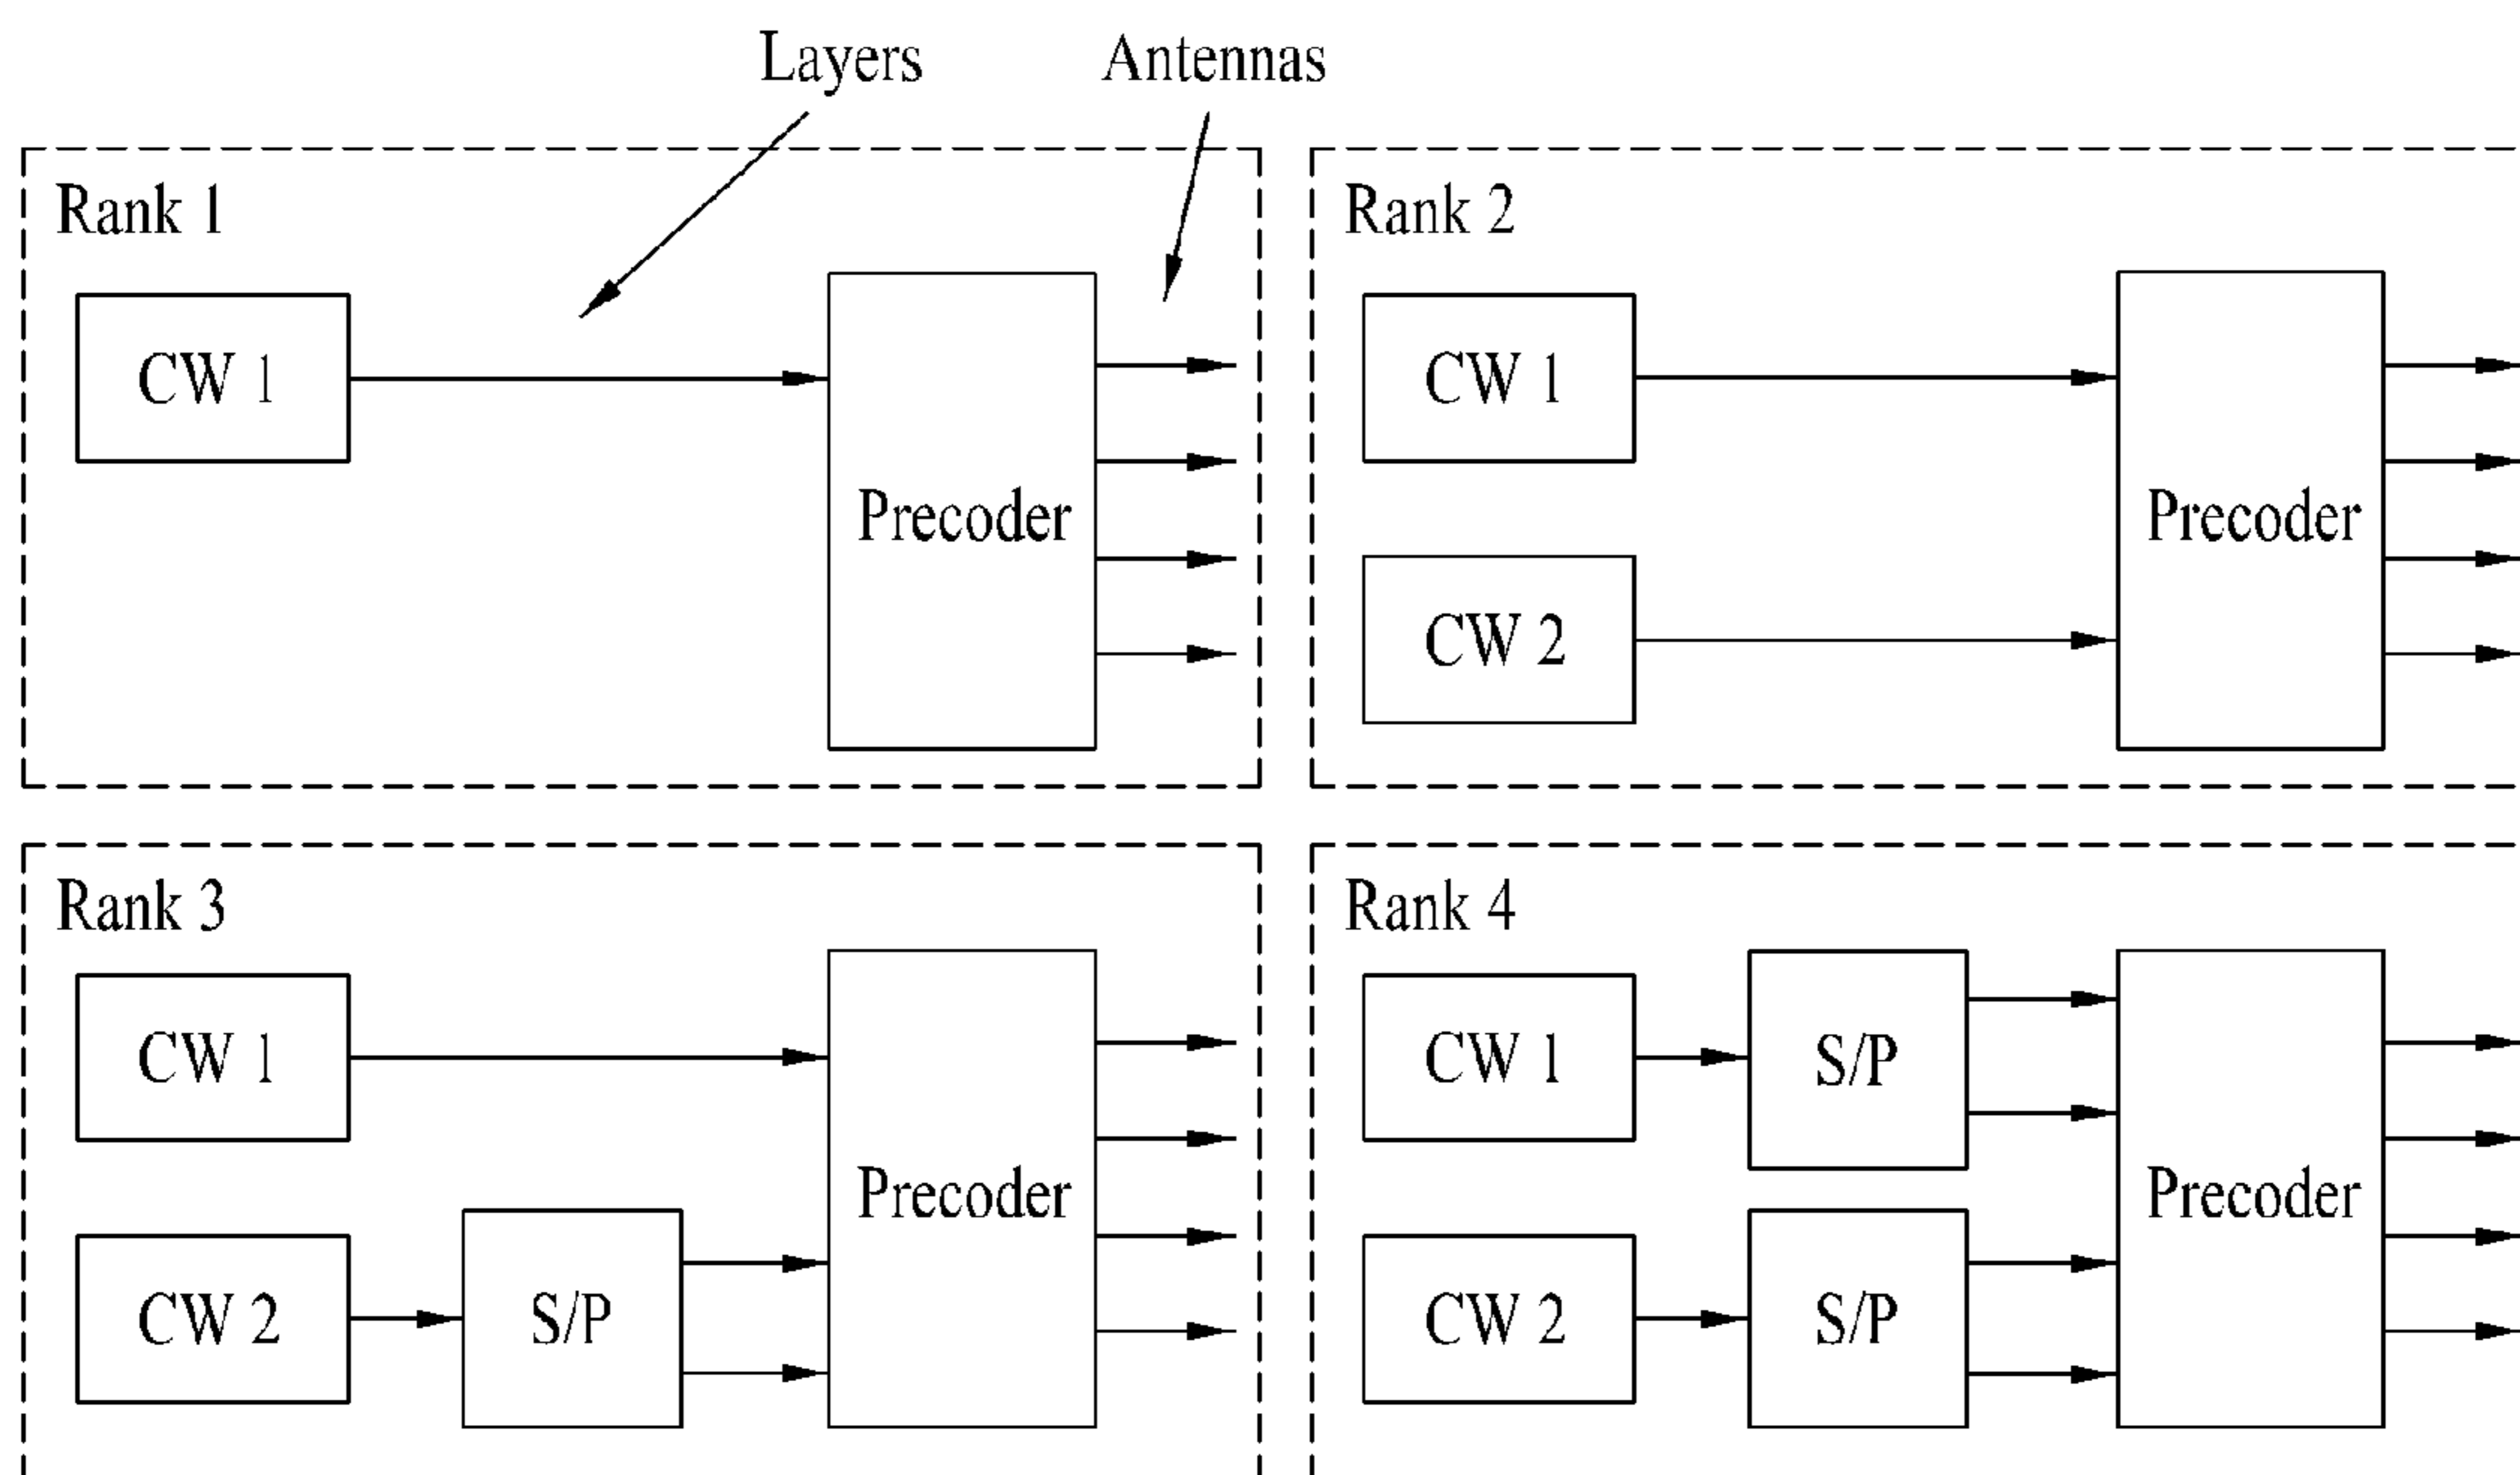 Layers
Antennas
Rank 1
CW 1
Precoder
Rank 2
CW 1
CW 2
Precoder
Rank 3
CW 1
CW 2
S/P
Precoder
Rank 4
CW 1
S/P
CW 2
S/P
Precoder